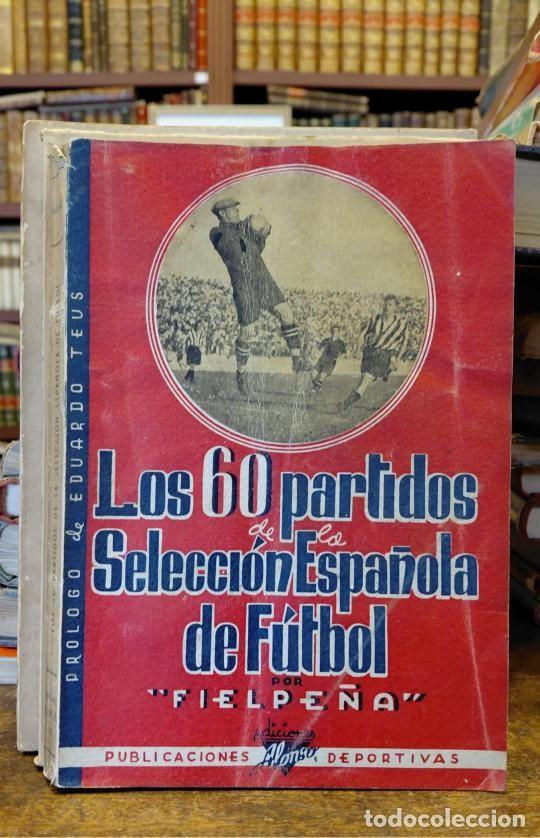 PROLOGO de EDUARDO TEUS
Los 60 partidos
de la
Selección Española
de Fútbol
POR
"FIELPEÑA"
Ediciones
Alonso
PUBLICACIONES DEPORTIVAS
todocoleccion.net